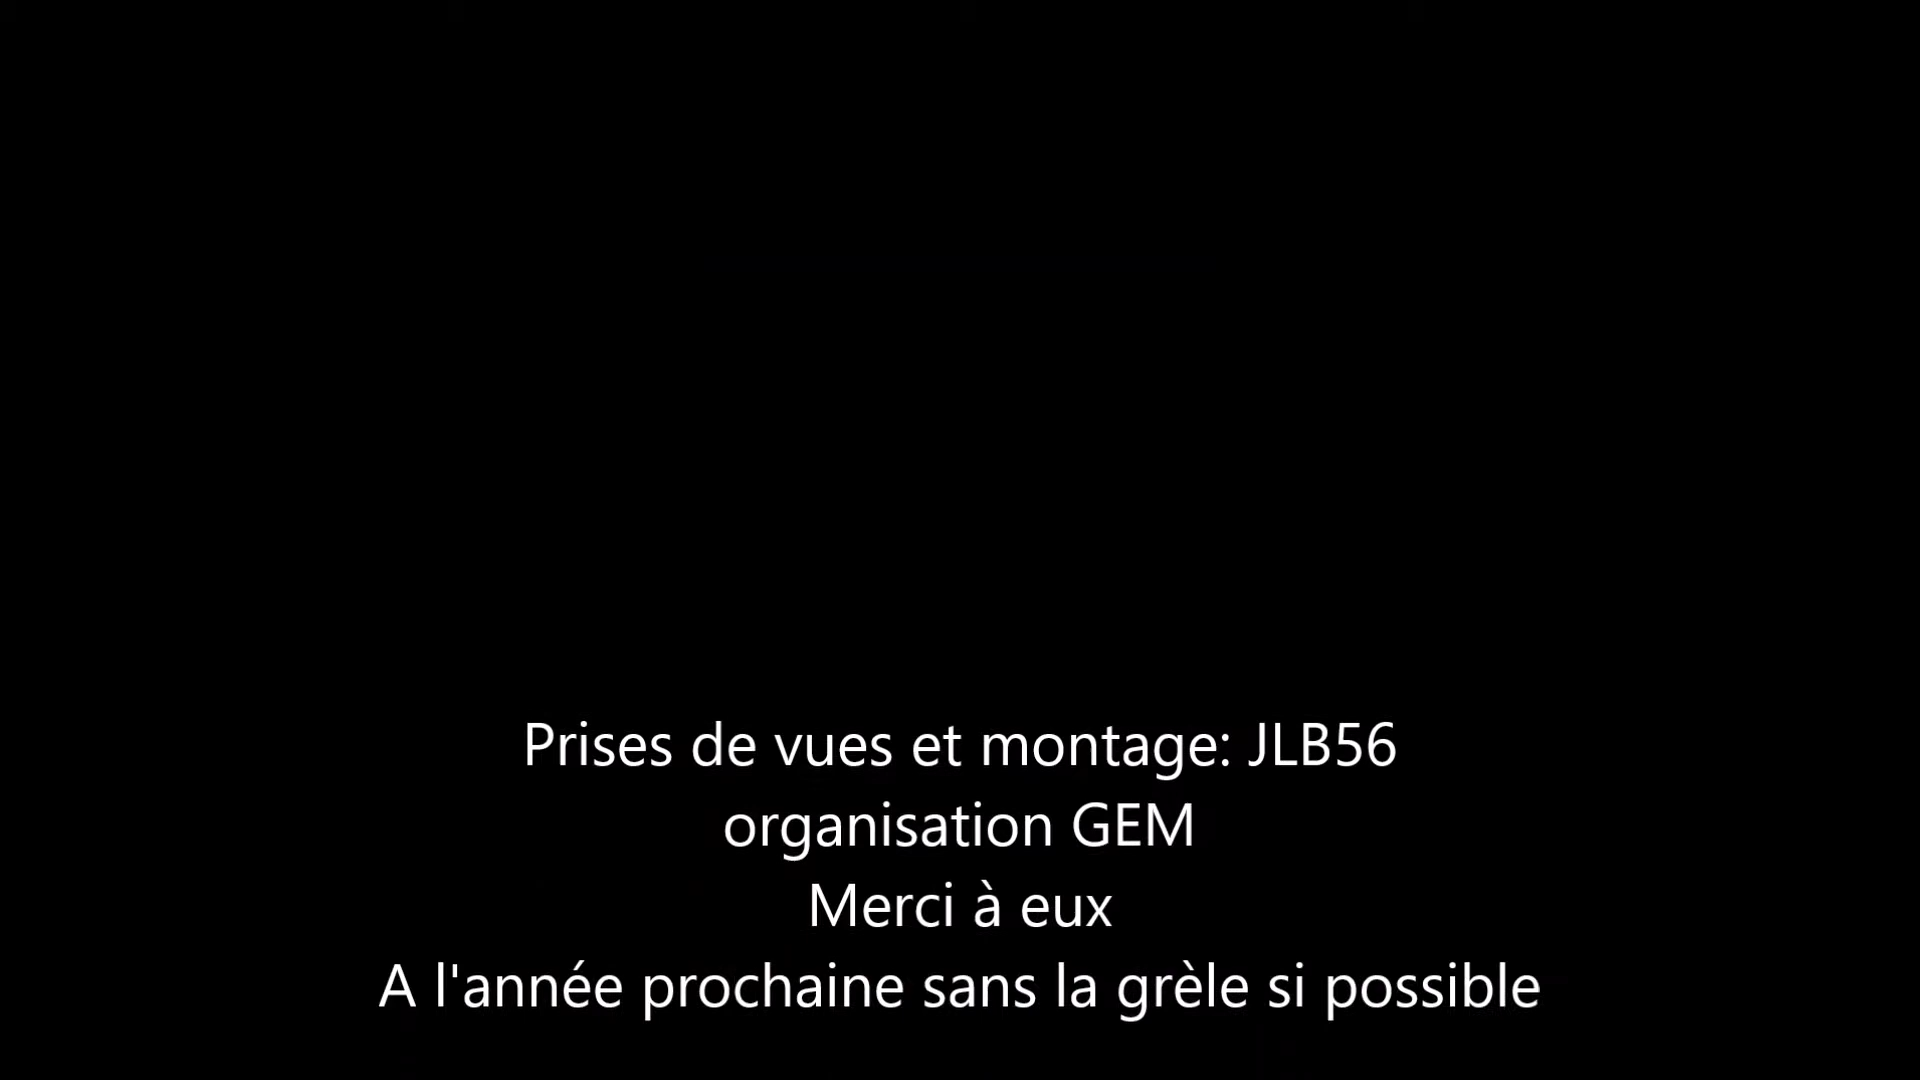 Prises de vues et montage: JLB56
organisation GEM
Merci à eux
A l'année prochaine sans la grèle si possible